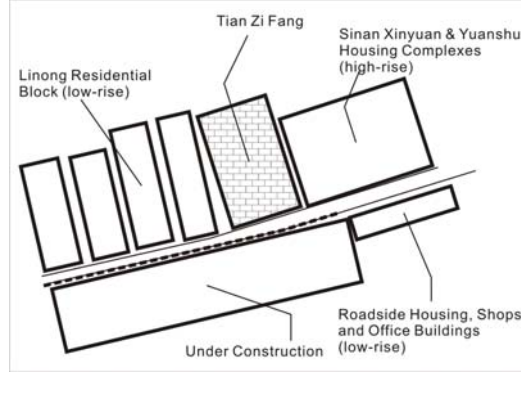 Tian Zi Fang
Sinan Xinyuan & Yuanshu
Housing Complexes
(high-rise)
Linong Residential
Block (low-rise)
Roadside Housing, Shops
and Office Buildings
(low-rise)
Under Construction